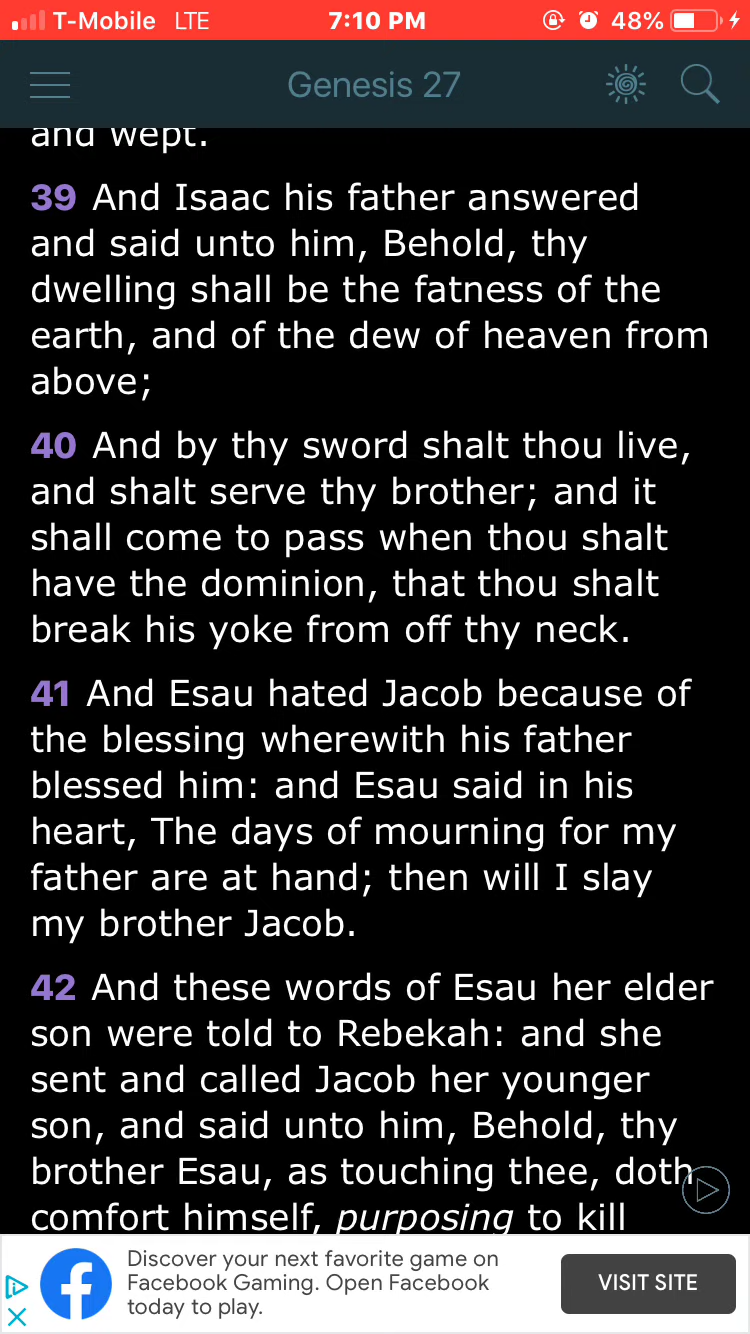 T-Mobile LTE 7:10 PM 48%
Genesis 27
and wept.
39 And Isaac his father answered
and said unto him, Behold, thy
dwelling shall be the fatness of the
earth, and of the dew of heaven from
above;
40 And by thy sword shalt thou live,
and shalt serve thy brother; and it
shall come to pass when thou shalt
have the dominion, that thou shalt
break his yoke from off thy neck.
41 And Esau hated Jacob because of
the blessing wherewith his father
blessed him: and Esau said in his
heart, The days of mourning for my
father are at hand; then will I slay
my brother Jacob.
42 And these words of Esau her elder
son were told to Rebekah: and she
sent and called Jacob her younger
son, and said unto him, Behold, thy
brother Esau, as touching thee, doth
comfort himself, purposing to kill
Discover your next favorite game on
Facebook Gaming. Open Facebook
today to play.
VISIT SITE